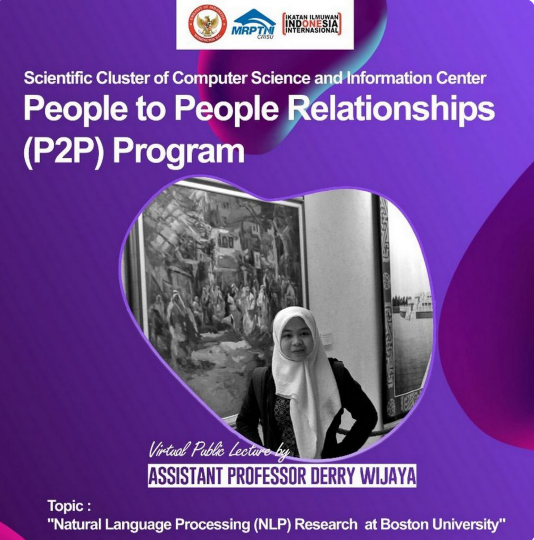 MRPTNI
CRISU
IKATAN ILMUWAN
INDONESIA
INTERNASIONAL
Scientific Cluster of Computer Science and Information Center
People to People Relationships
(P2P) Program
Virtual Public Lecture by
ASSISTANT PROFESSOR DERRY WIJAYA
Topic :
"Natural Language Processing (NLP) Research at Boston University"